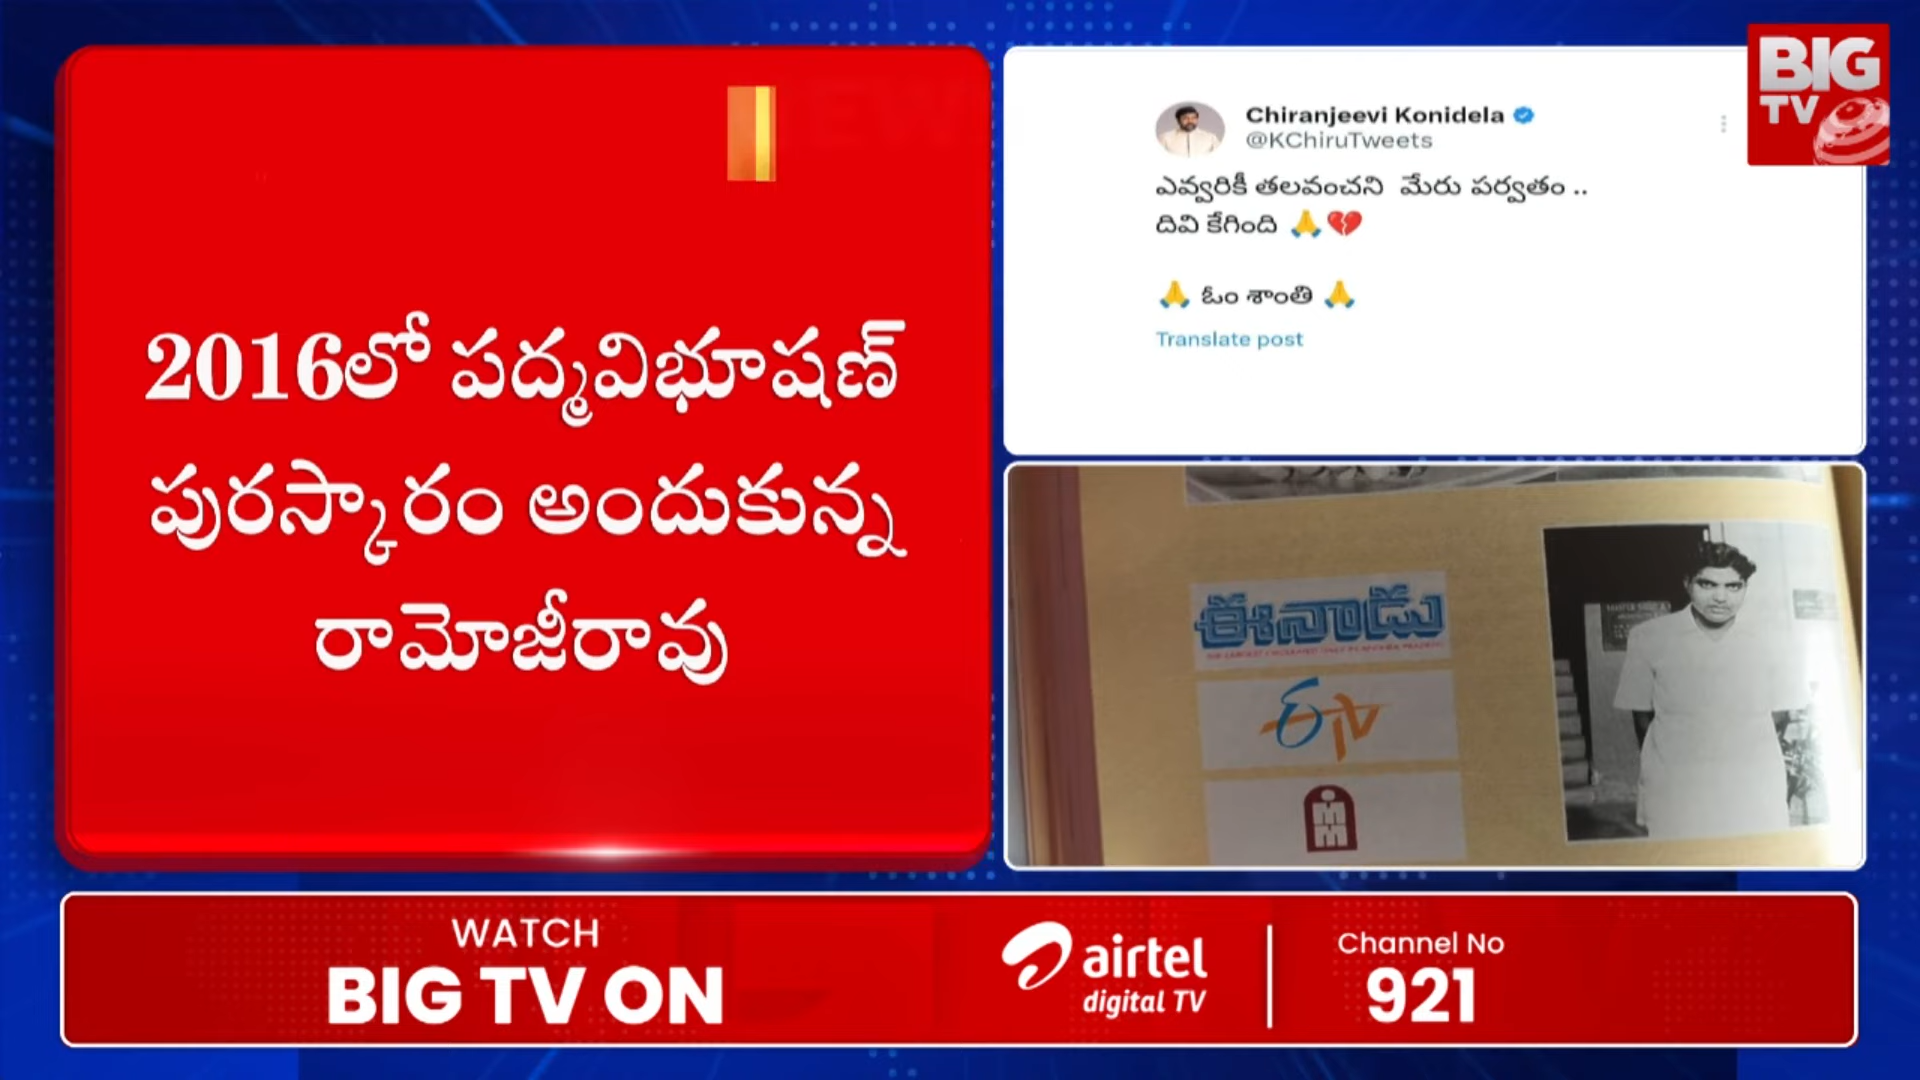 2016లో పద్మవిభూషణ్
పురస్కారం అందుకున్న
రామోజీరావు
Chiranjeevi Konidela
@KChiruTweets
ఎవ్వరికీ తలవంచని మేరు పర్వతం ..
దివి కేగింది 🙏💔
🙏 ఓం శాంతి 🙏
Translate post
BIG
TV
ఈనాడు
ETV
WATCH
BIG TV ON
airtel
digital TV
Channel No
921